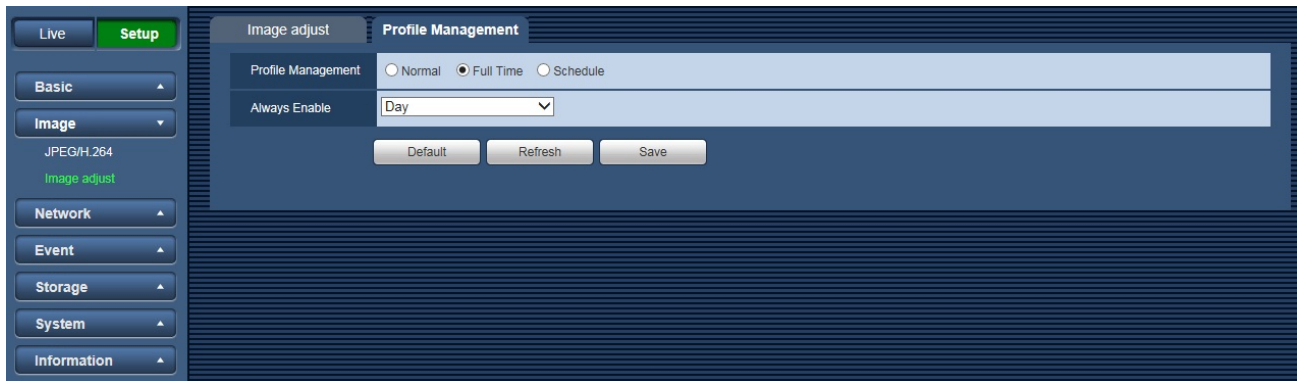 Live Setup
Basic
Image
JPEG/H.264
Image adjust
Network
Event
Storage
System
Information
Image adjust Profile Management
Profile Management Normal Full Time Schedule
Always Enable Day
Default Refresh Save